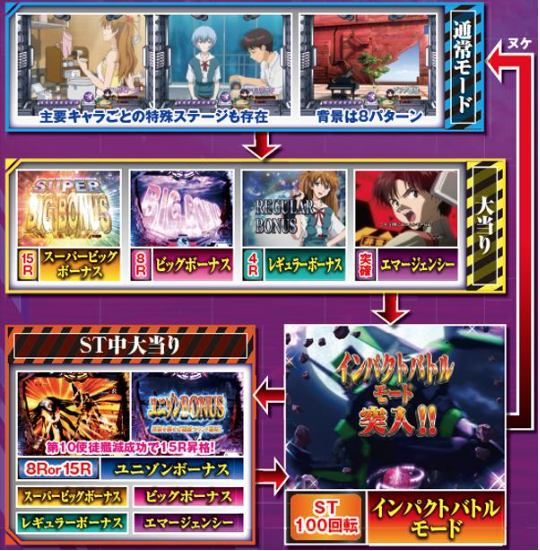 通常モード
ヌケ
主要キャラごとの特殊ステージも存在
背景は8パターン
大当り
SUPER
BIG BONUS
BIG BONUS
REGULAR
BONUS
15R
スーパービッグ
ボーナス
8R
ビッグボーナス
4R
レギュラーボーナス
突確
エマージェンシー
ST中大当り
ユニゾンBONUS
第10使徒殲滅成功で15R昇格!
8Ror15R
ユニゾンボーナス
スーパービッグボーナス
ビッグボーナス
レギュラーボーナス
エマージェンシー
インパクトバトル
モード
突入!!
ST
100回転
インパクトバトル
モード